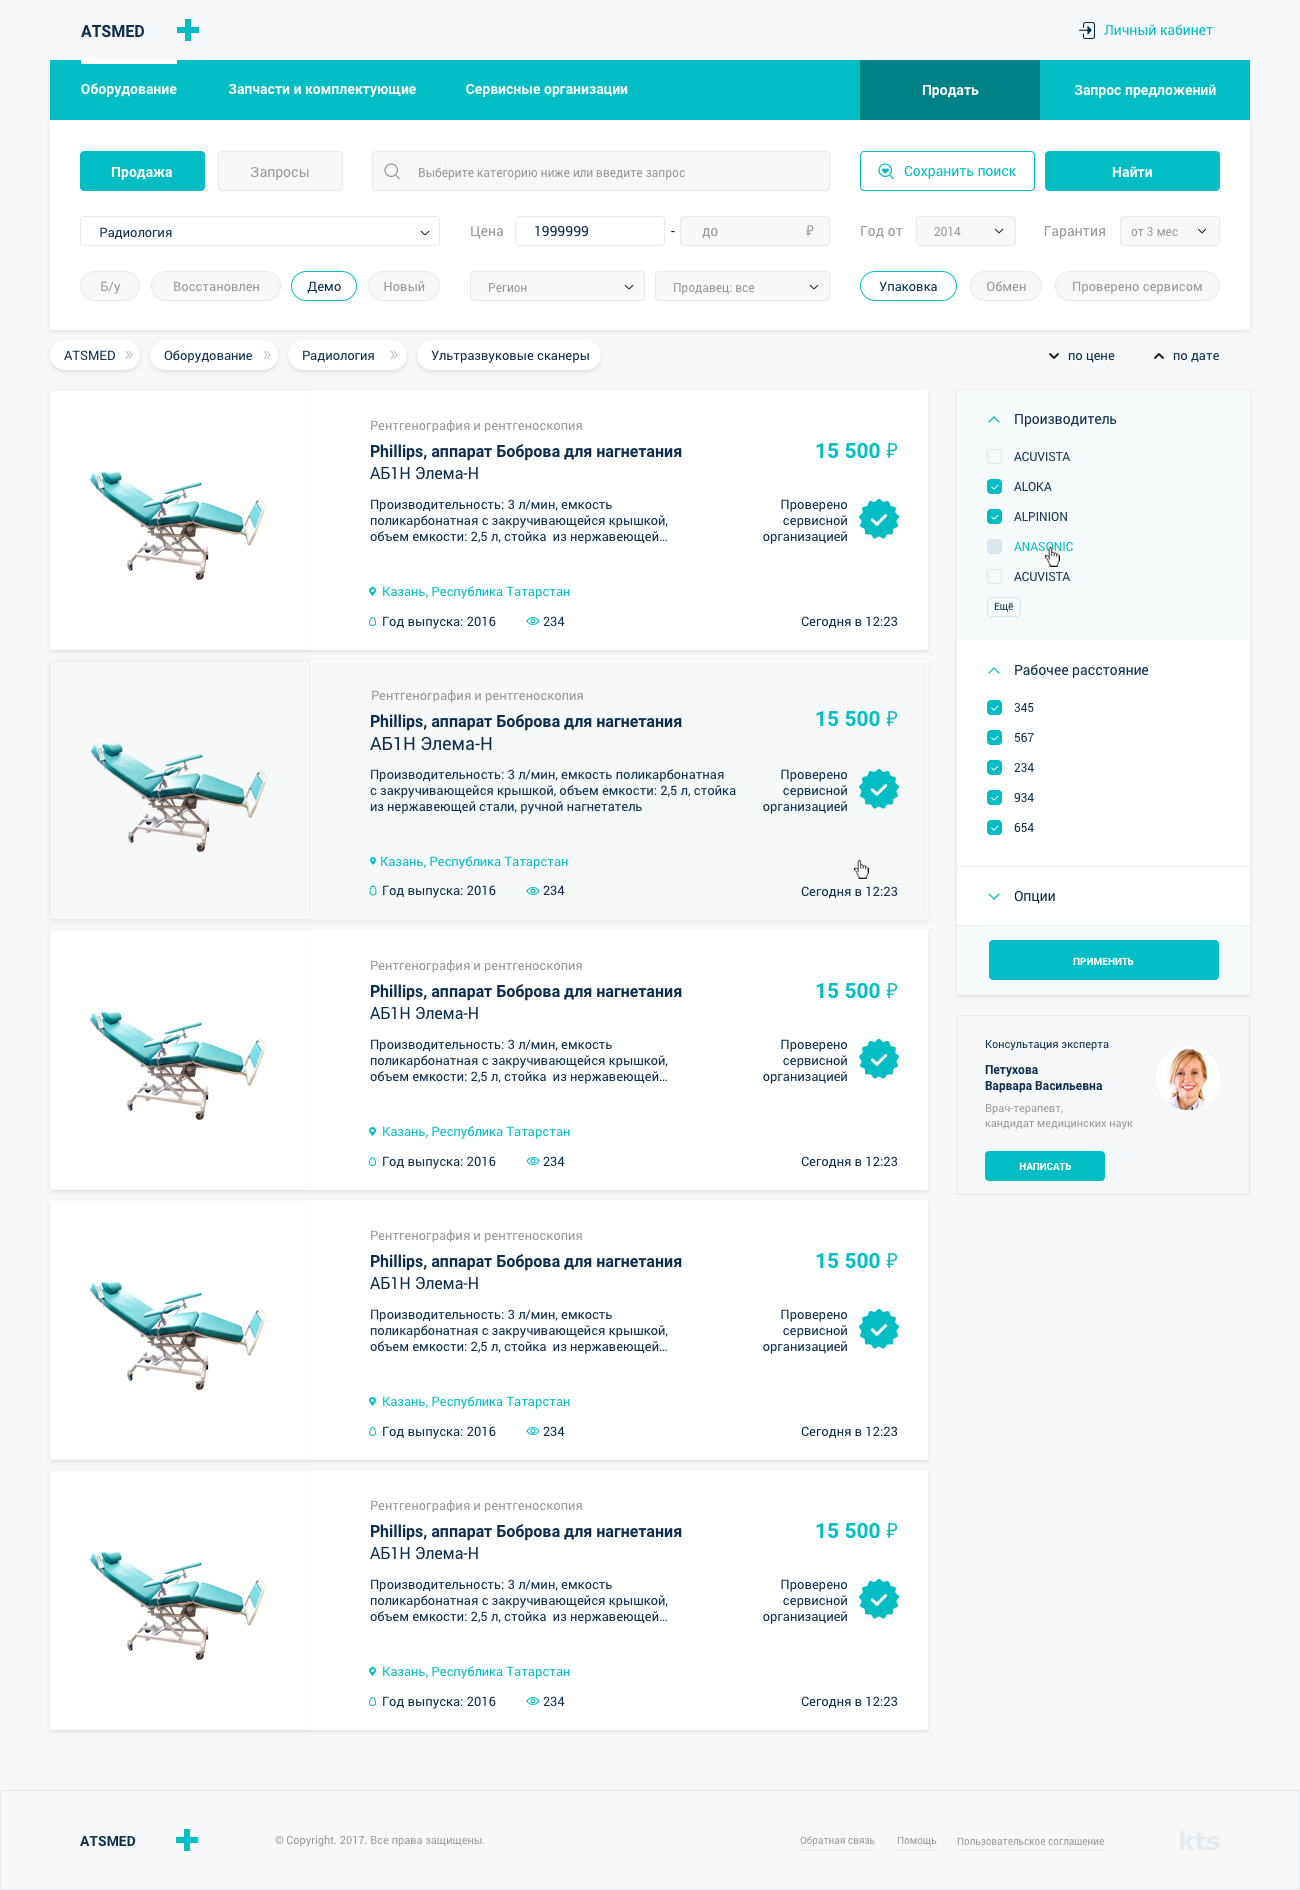 ATSMED
Личный кабинет
Оборудование
Запчасти и комплектующие
Сервисные организации
Продать
Запрос предложений
Продажа
Запросы
Выберите категорию ниже или введите запрос
Сохранить поиск
Найти
Радиология
Цена
1999999
-
до
₽
Год от
2014
Гарантия
от 3 мес
Б/у
Восстановлен
Демо
Новый
Регион
Продавец: все
Упаковка
Обмен
Проверено сервисом
ATSMED »
Оборудование »
Радиология »
Ультразвуковые сканеры
по цене
по дате
Рентгенография и рентгеноскопия
Phillips, аппарат Боброва для нагнетания
АБ1Н Элема-Н
15 500 ₽
Производительность: 3 л/мин, емкость
поликарбонатная с закручивающейся крышкой,
объем емкости: 2,5 л, стойка из нержавеющей...
Проверено
сервисной
организацией
Казань, Республика Татарстан
Год выпуска: 2016
234
Сегодня в 12:23
Рентгенография и рентгеноскопия
Phillips, аппарат Боброва для нагнетания
АБ1Н Элема-Н
15 500 ₽
Производительность: 3 л/мин, емкость поликарбонатная
с закручивающейся крышкой, объем емкости: 2,5 л, стойка
из нержавеющей стали, ручной нагнетатель
Проверено
сервисной
организацией
Казань, Республика Татарстан
Год выпуска: 2016
234
Сегодня в 12:23
Рентгенография и рентгеноскопия
Phillips, аппарат Боброва для нагнетания
АБ1Н Элема-Н
15 500 ₽
Производительность: 3 л/мин, емкость
поликарбонатная с закручивающейся крышкой,
объем емкости: 2,5 л, стойка из нержавеющей...
Проверено
сервисной
организацией
Казань, Республика Татарстан
Год выпуска: 2016
234
Сегодня в 12:23
Рентгенография и рентгеноскопия
Phillips, аппарат Боброва для нагнетания
АБ1Н Элема-Н
15 500 ₽
Производительность: 3 л/мин, емкость
поликарбонатная с закручивающейся крышкой,
объем емкости: 2,5 л, стойка из нержавеющей...
Проверено
сервисной
организацией
Казань, Республика Татарстан
Год выпуска: 2016
234
Сегодня в 12:23
Рентгенография и рентгеноскопия
Phillips, аппарат Боброва для нагнетания
АБ1Н Элема-Н
15 500 ₽
Производительность: 3 л/мин, емкость
поликарбонатная с закручивающейся крышкой,
объем емкости: 2,5 л, стойка из нержавеющей...
Проверено
сервисной
организацией
Казань, Республика Татарстан
Год выпуска: 2016
234
Сегодня в 12:23
Производитель
ACUVISTA
ALOKA
ALPINION
ANASONIC
ACUVISTA
Ещё
Рабочее расстояние
345
567
234
934
654
Опции
ПРИМЕНИТЬ
Консультация эксперта
Петухова
Варвара Васильевна
Врач-терапевт,
кандидат медицинских наук
НАПИСАТЬ
ATSMED
© Copyright. 2017. Все права защищены.
Обратная связь
Помощь
Пользовательское соглашение
kts